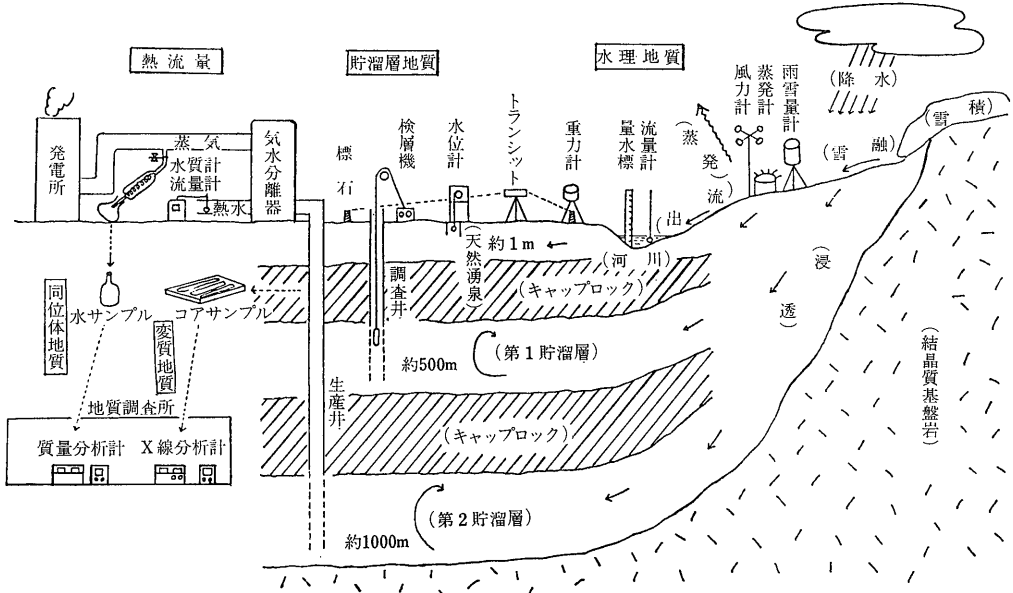 熱流量
貯溜層地質
水理地質
(降水)
(積雪)
(融雪)
発電所
蒸気
水質計
流量計
熱水
気水分離器
標石
検層機
水位計
トランシット
重力計
量水標
流量計
(蒸発)
風力計
蒸発計
雨雪量計
(流出)
(河川)
約1m
(天然湧泉)
(キャップロック)
調査井
(浸透)
同位体地質
水サンプル
コアサンプル
変質地質
約500m
(第1貯溜層)
(結晶質基盤岩)
生産井
地質調査所
質量分析計
X線分析計
(キャップロック)
(第2貯溜層)
約1000m